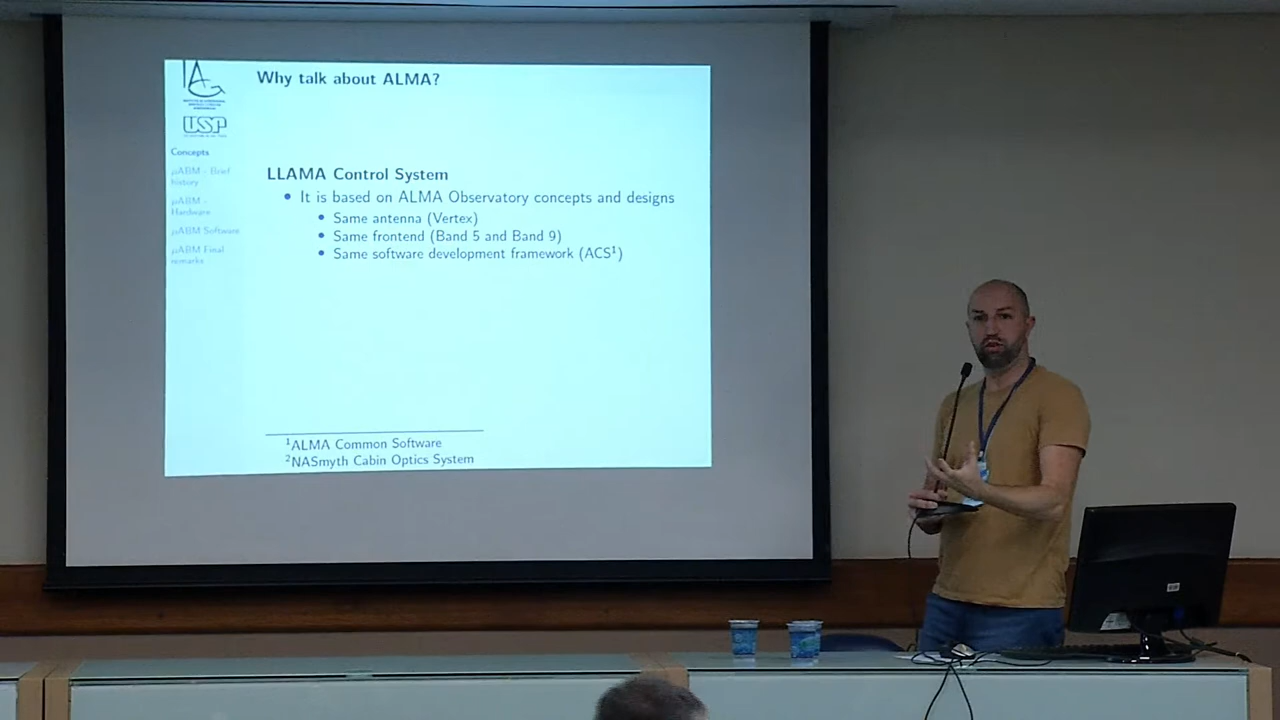 IAG
USP
Concepts
μABM - Brief
history
μABM -
Hardware
μABM Software
μABM Final
remarks
Why talk about ALMA?
LLAMA Control System
• It is based on ALMA Observatory concepts and designs
• Same antenna (Vertex)
• Same frontend (Band 5 and Band 9)
• Same software development framework (ACS¹)
¹ALMA Common Software
²NASmyth Cabin Optics System